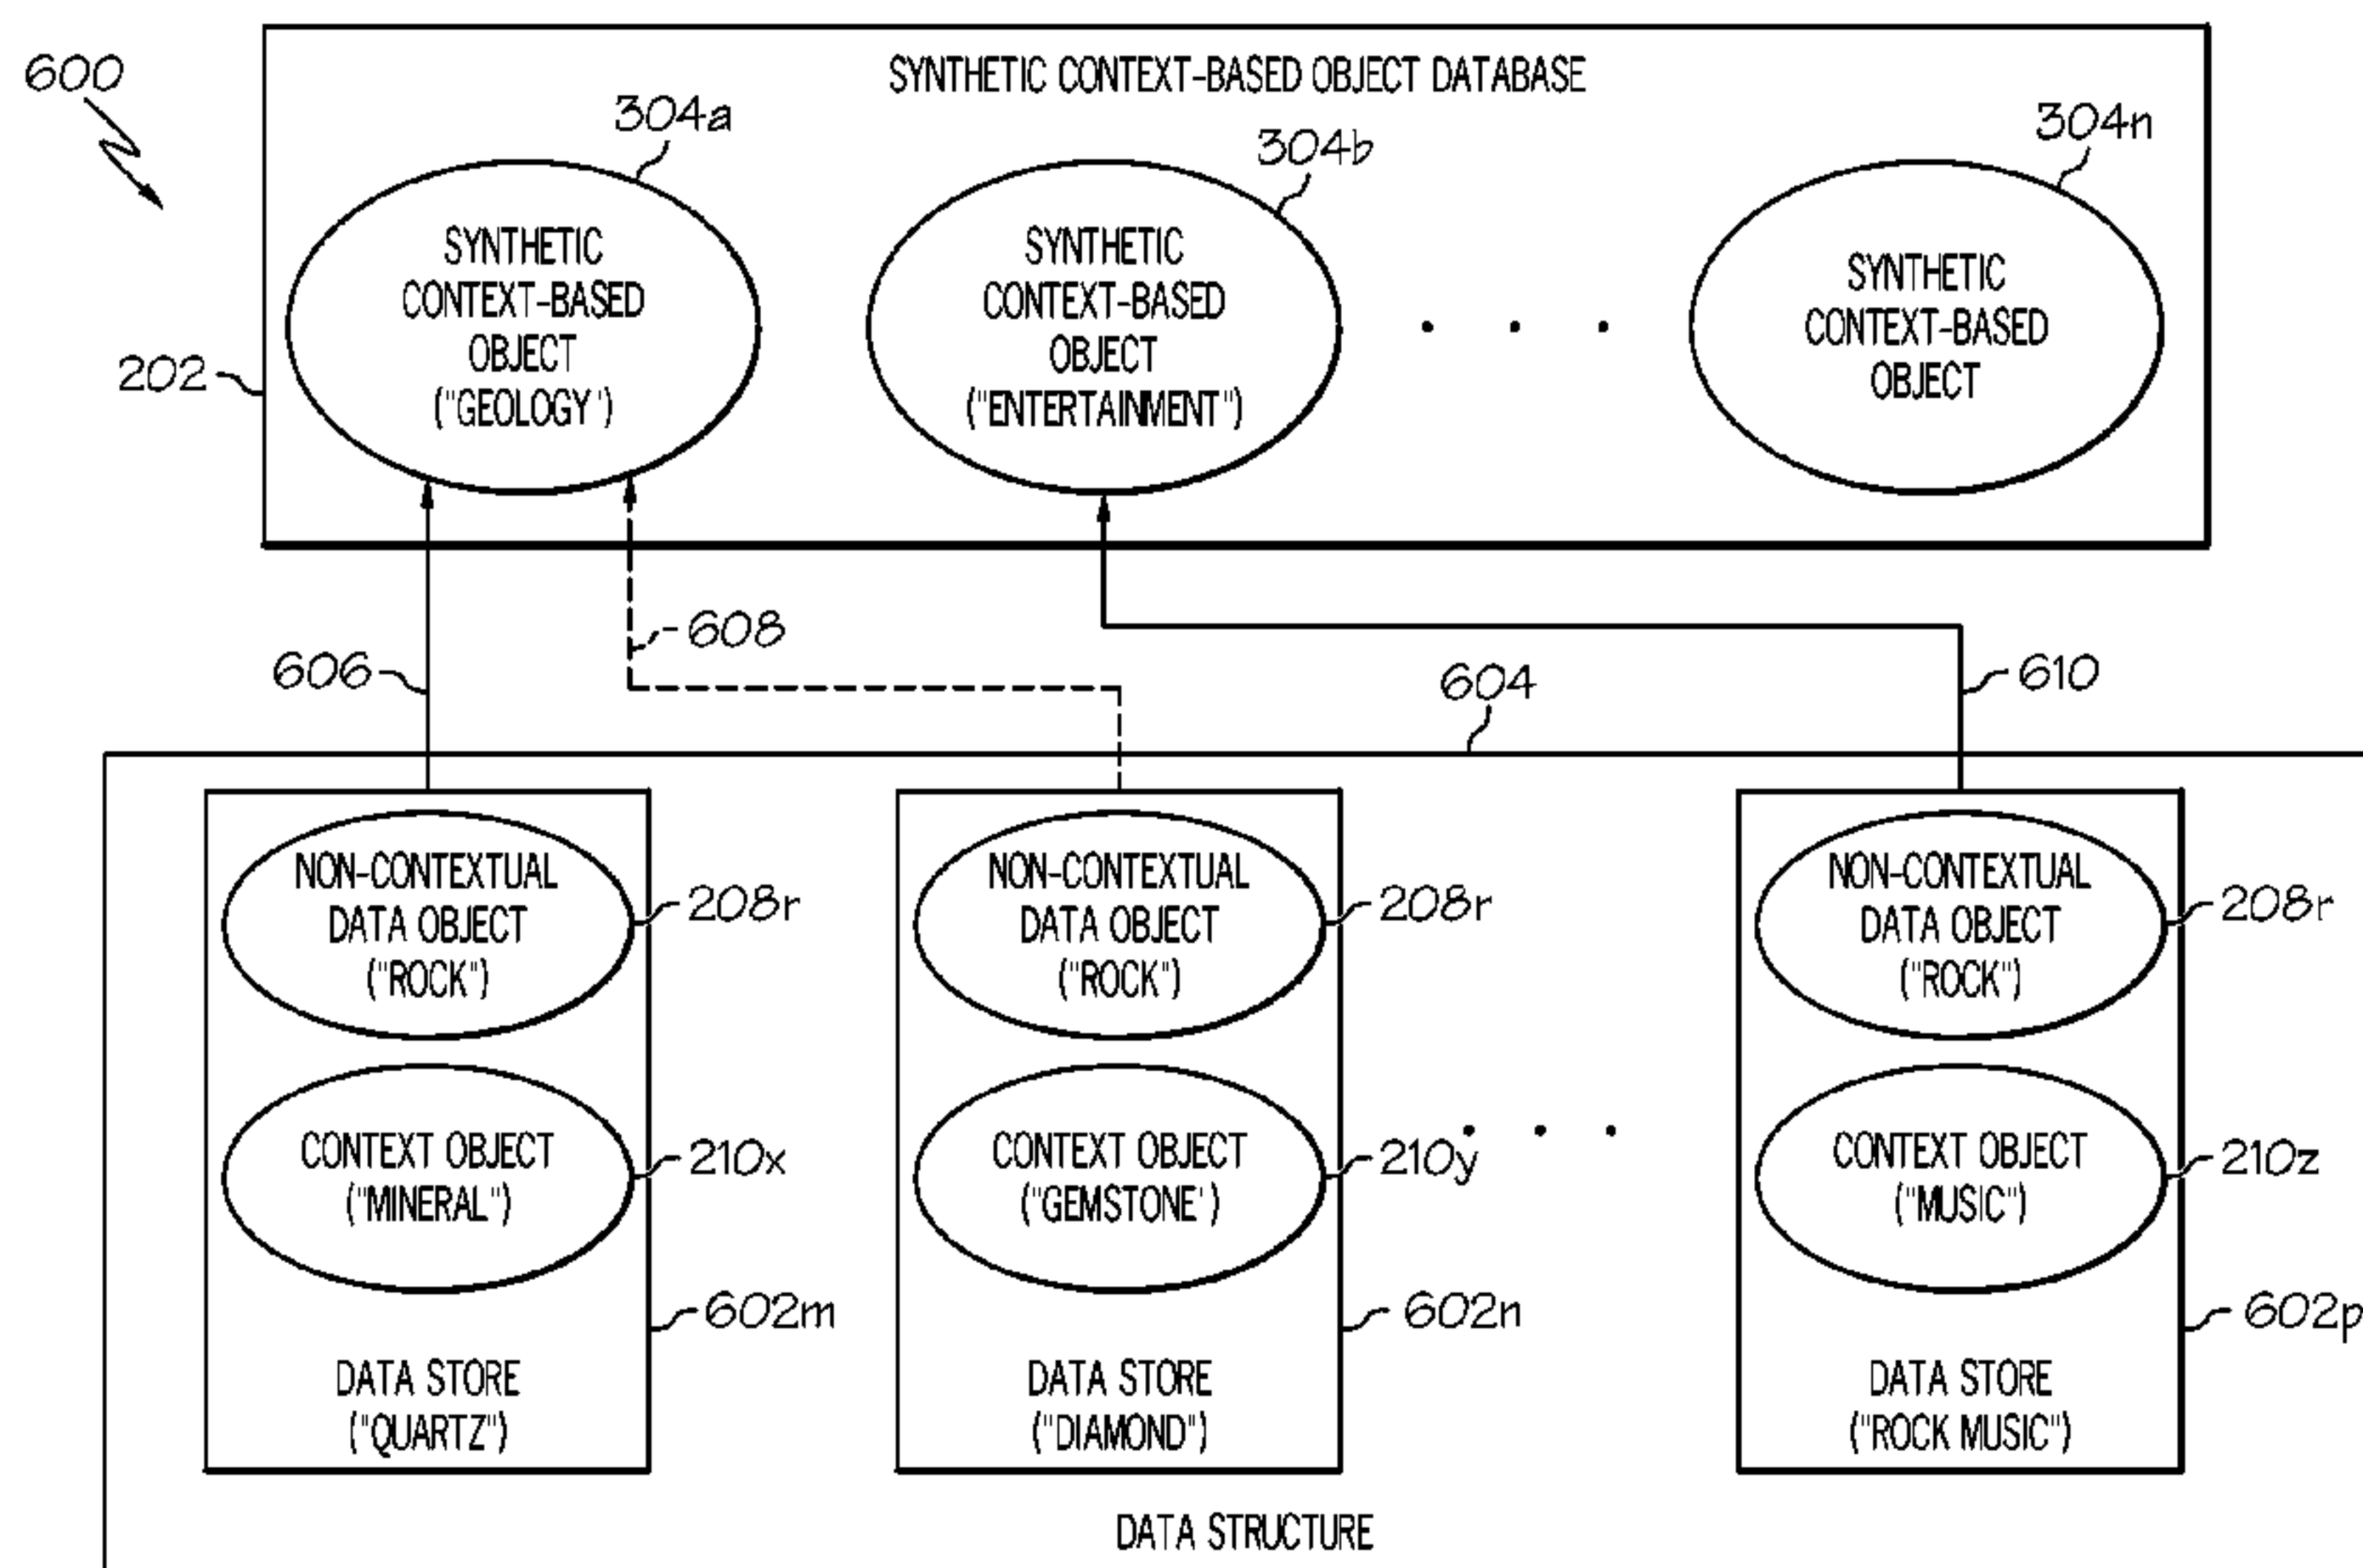 600
SYNTHETIC CONTEXT-BASED OBJECT DATABASE
304a
304b
304n
SYNTHETIC
CONTEXT-BASED
OBJECT
("GEOLOGY')
SYNTHETIC
CONTEXT-BASED
OBJECT
("ENTERTAINMENT")
SYNTHETIC
CONTEXT-BASED
OBJECT
202
608
606
604
610
NON-CONTEXTUAL
DATA OBJECT
("ROCK")
208r
NON-CONTEXTUAL
DATA OBJECT
("ROCK")
208r
NON-CONTEXTUAL
DATA OBJECT
("ROCK")
208r
CONTEXT OBJECT
("MINERAL")
210x
CONTEXT OBJECT
("GEMSTONE')
210y
CONTEXT OBJECT
("MUSIC")
210z
602m
602n
602p
DATA STORE
("QUARTZ")
DATA STORE
("DIAMOND")
DATA STORE
("ROCK MUSIC")
DATA STRUCTURE